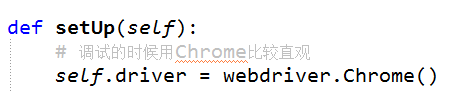 def setUp(self):
# 调试的时候用Chrome比较直观
self.driver = webdriver.Chrome()